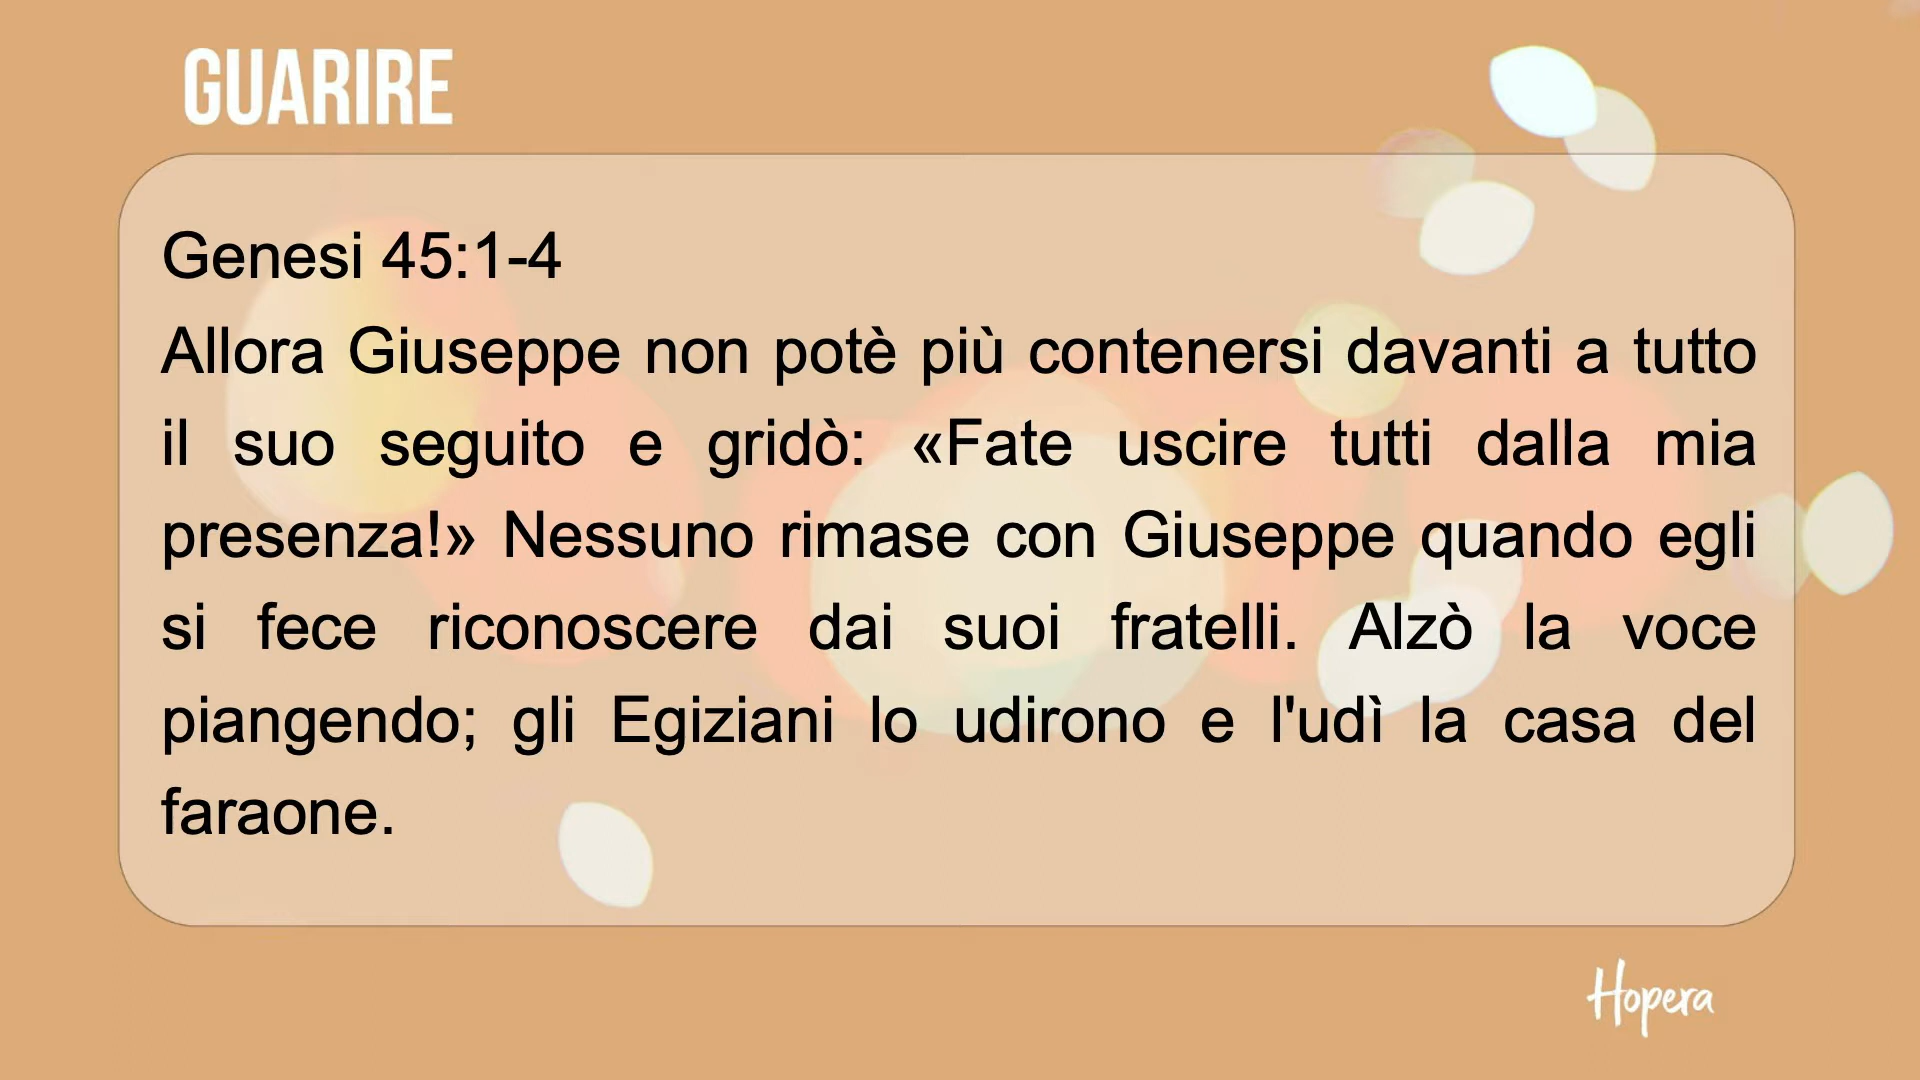 GUARIRE
Genesi 45:1-4
Allora Giuseppe non potè più contenersi davanti a tutto
il suo seguito e gridò: «Fate uscire tutti dalla mia
presenza!» Nessuno rimase con Giuseppe quando egli
si fece riconoscere dai suoi fratelli. Alzò la voce
piangendo; gli Egiziani lo udirono e l'udì la casa del
faraone.
Hopera